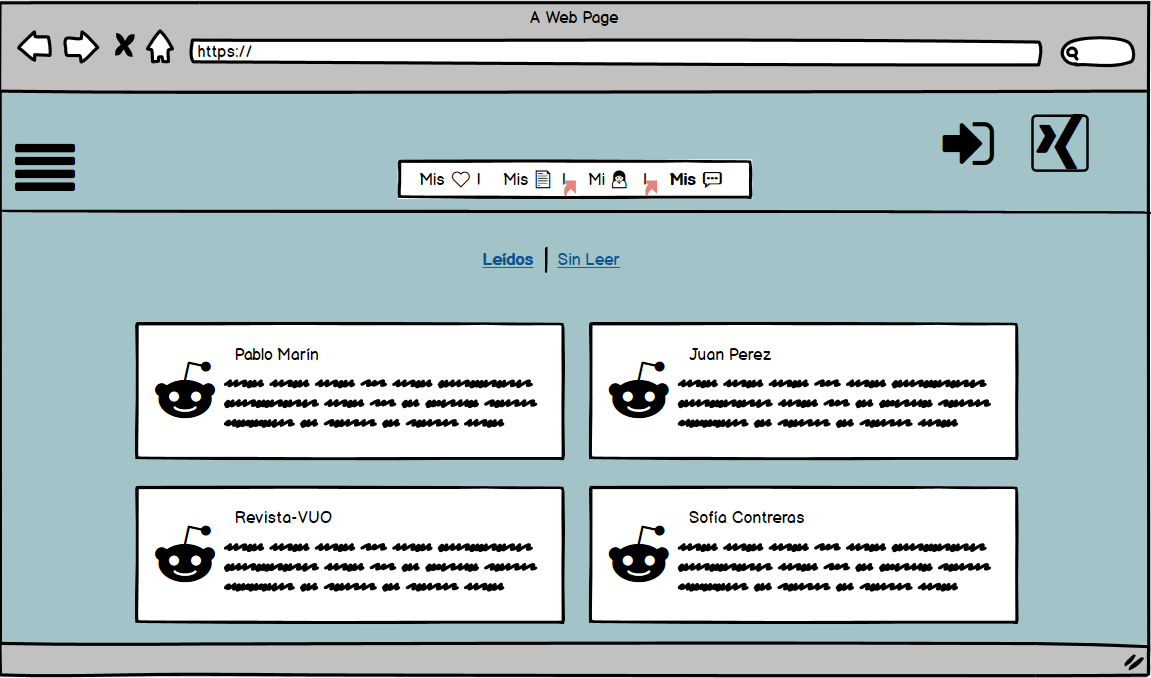 A Web Page
https://
Mis I Mis I Mi I Mis
Leídos | Sin Leer
Pablo Marín
Juan Perez
Revista-VUO
Sofía Contreras